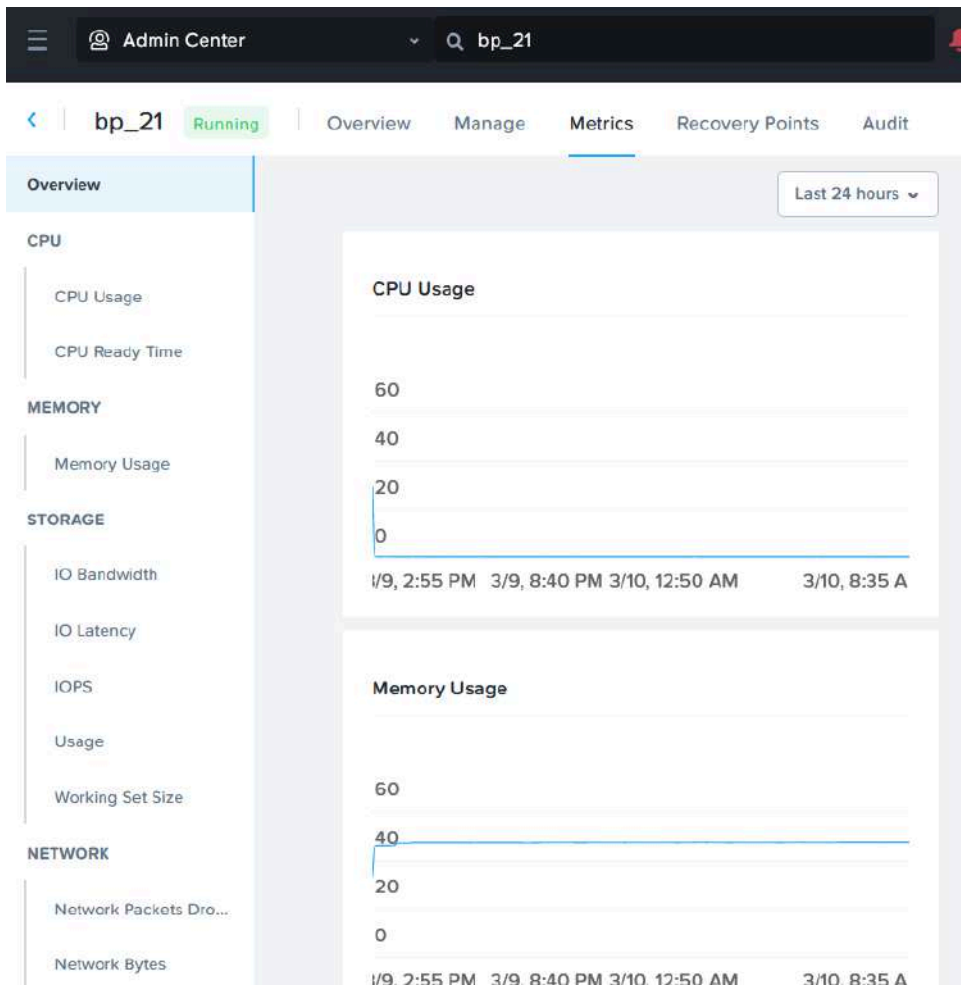 Admin Center
bp_21
bp_21 Running Overview Manage Metrics Recovery Points Audit
Overview
Last 24 hours
CPU
CPU Usage
CPU Ready Time
MEMORY
Memory Usage
STORAGE
IO Bandwidth
IO Latency
IOPS
Usage
Working Set Size
NETWORK
Network Packets Dro...
Network Bytes
CPU Usage
60
40
20
0
/9, 2:55 PM 3/9, 8:40 PM 3/10, 12:50 AM 3/10, 8:35 A
Memory Usage
60
40
20
0
/9, 2:55 PM 3/9, 8:40 PM 3/10, 12:50 AM 3/10, 8:35 A